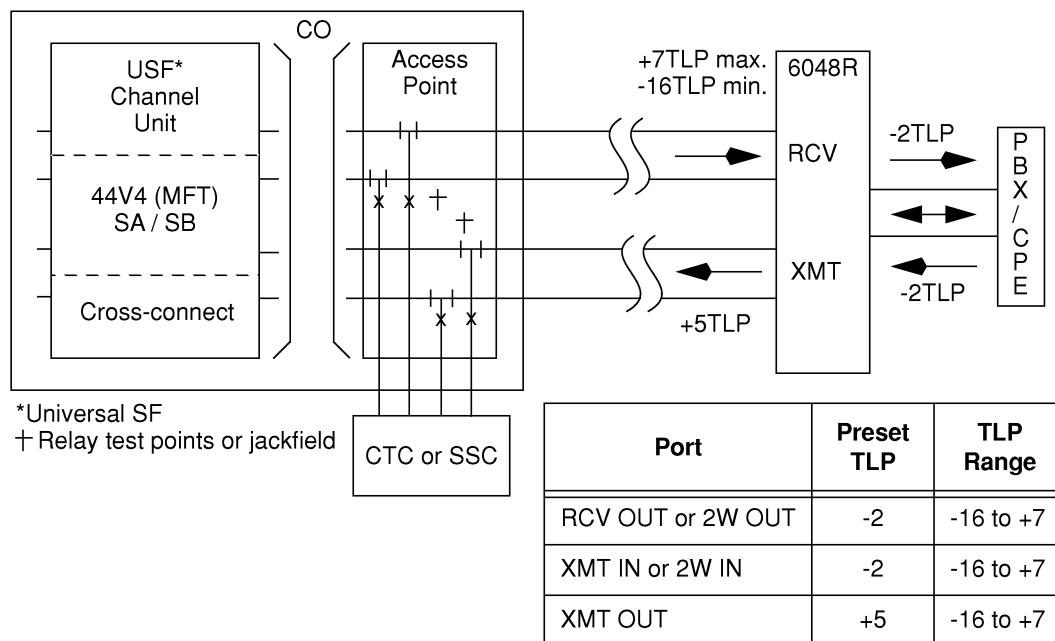 CO
USF*
Channel
Unit
44V4 (MFT)
SA / SB
Cross-connect
Access
Point
+7TLP max.
-16TLP min.
6048R
RCV
XMT
+5TLP
-2TLP
-2TLP
PBX/CPE
*Universal SF
† Relay test points or jackfield
CTC or SSC
Port Preset TLP TLP Range
RCV OUT or 2W OUT -2 -16 to +7
XMT IN or 2W IN -2 -16 to +7
XMT OUT +5 -16 to +7